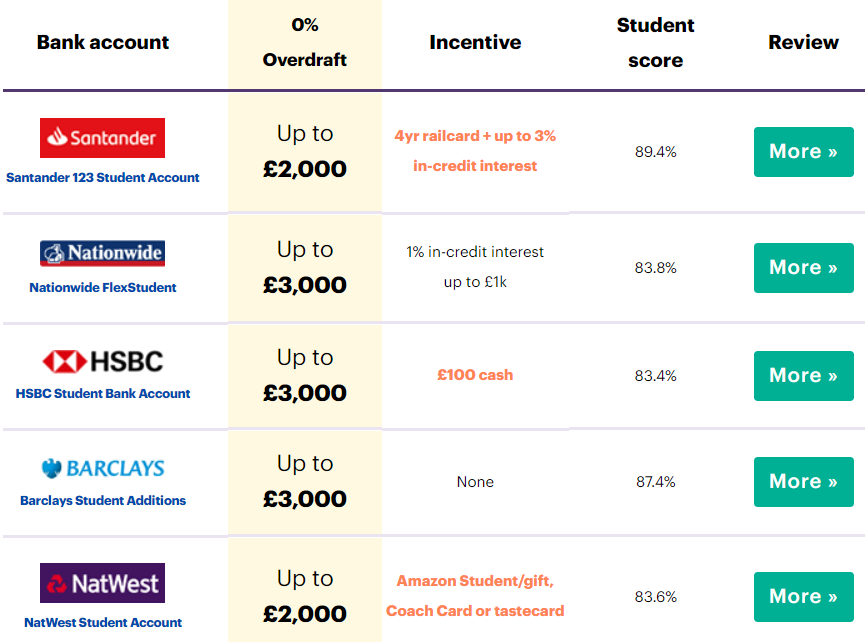 Bank account
0%
Overdraft
Incentive
Student
score
Review
Santander
Santander 123 Student Account
Up to
£2,000
4yr railcard + up to 3%
in-credit interest
89.4%
More »
Nationwide
Nationwide FlexStudent
Up to
£3,000
1% in-credit interest
up to £1k
83.8%
More »
HSBC
HSBC Student Bank Account
Up to
£3,000
£100 cash
83.4%
More »
BARCLAYS
Barclays Student Additions
Up to
£3,000
None
87.4%
More »
NatWest
NatWest Student Account
Up to
£2,000
Amazon Student/gift,
Coach Card or tastecard
83.6%
More »